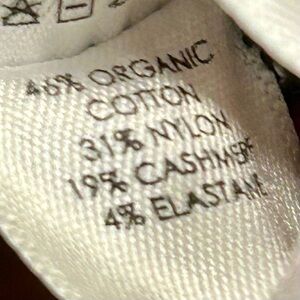 46% ORGANIC
COTTON
31% NYLON
19% CASHMERE
4% ELASTANE